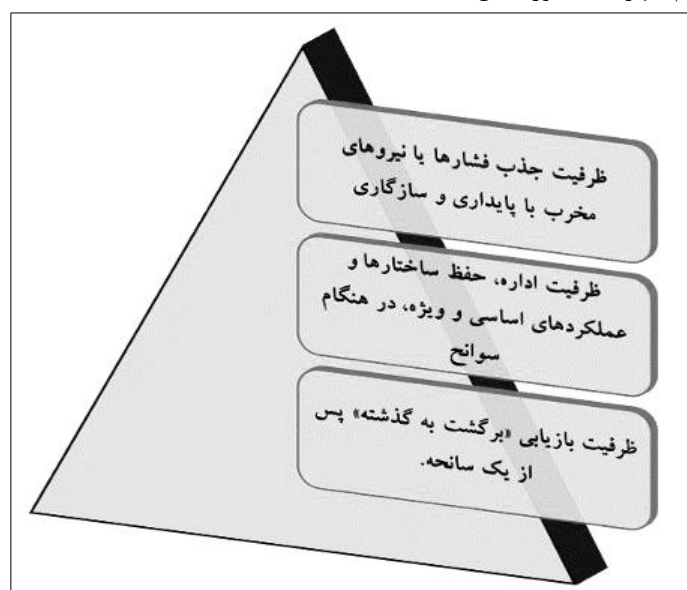 ظرفیت جذب فشارها یا نیروهای
مخرب با پایداری و سازگاری
ظرفیت اداره، حفظ ساختارها و
عملکردهای اساسی و ویژه، در هنگام
سوانح
ظرفیت بازیابی «برگشت به گذشته» پس
از یک سانحه.